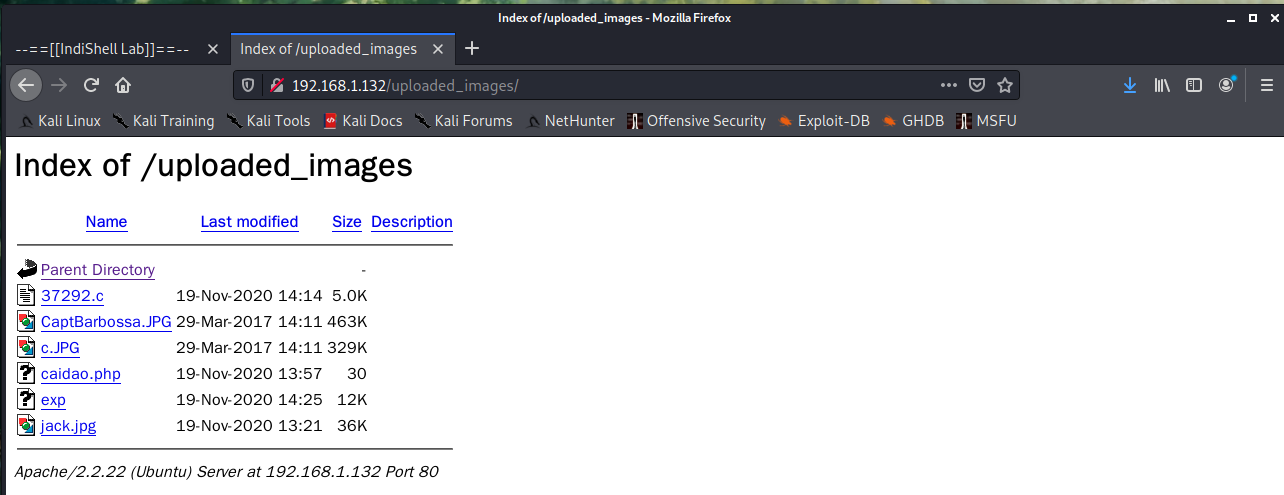 Index of /uploaded_images - Mozilla Firefox
--==[[IndiShell Lab]]==-- Index of /uploaded_images
192.168.1.132/uploaded_images/
Kali Linux Kali Training Kali Tools Kali Docs Kali Forums NetHunter Offensive Security Exploit-DB GHDB MSFU
Index of /uploaded_images
Name Last modified Size Description
Parent Directory -
37292.c 19-Nov-2020 14:14 5.0K
CaptBarbossa.JPG 29-Mar-2017 14:11 463K
c.JPG 29-Mar-2017 14:11 329K
caidao.php 19-Nov-2020 13:57 30
exp 19-Nov-2020 14:25 12K
jack.jpg 19-Nov-2020 13:21 36K
Apache/2.2.22 (Ubuntu) Server at 192.168.1.132 Port 80